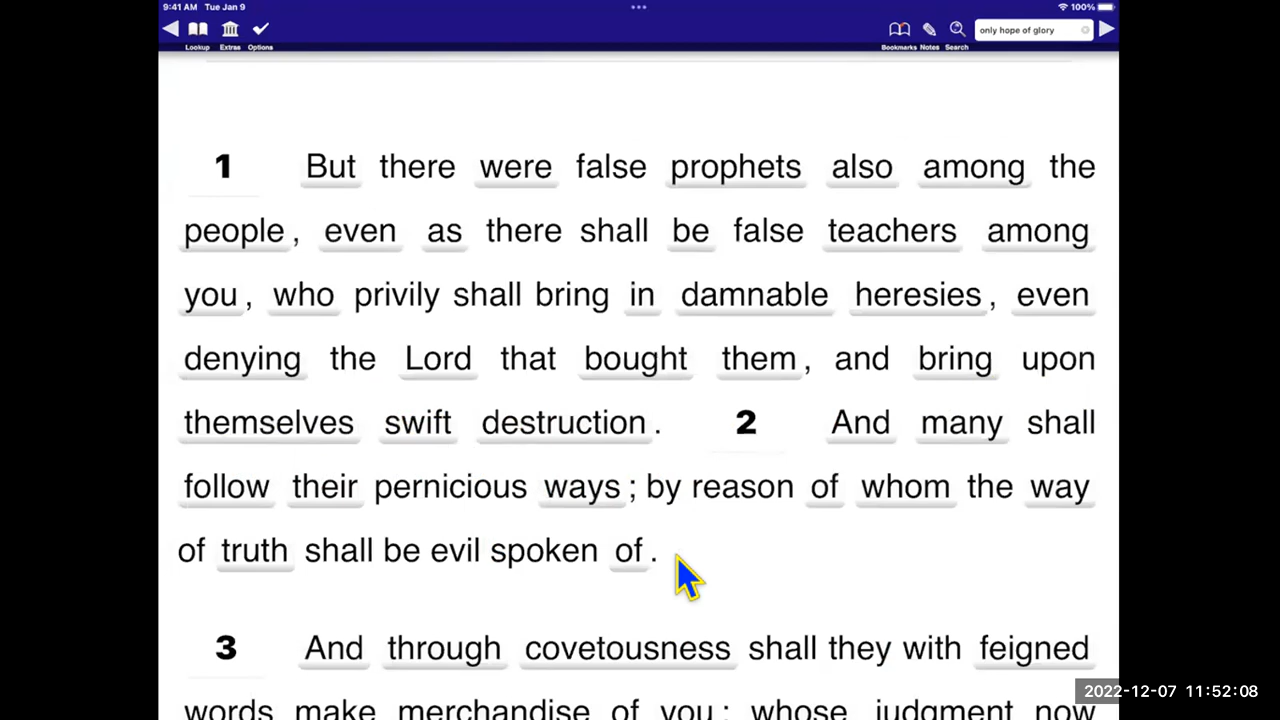 9:41 AM Tue Jan 9
100%
Lookup Extras Options
Bookmarks Notes Search
only hope of glory
1 But there were false prophets also among the
people, even as there shall be false teachers among
you, who privily shall bring in damnable heresies, even
denying the Lord that bought them, and bring upon
themselves swift destruction. 2 And many shall
follow their pernicious ways; by reason of whom the way
of truth shall be evil spoken of.
3 And through covetousness shall they with feigned
words make merchandise of you: whose judgment now
2022-12-07 11:52:08